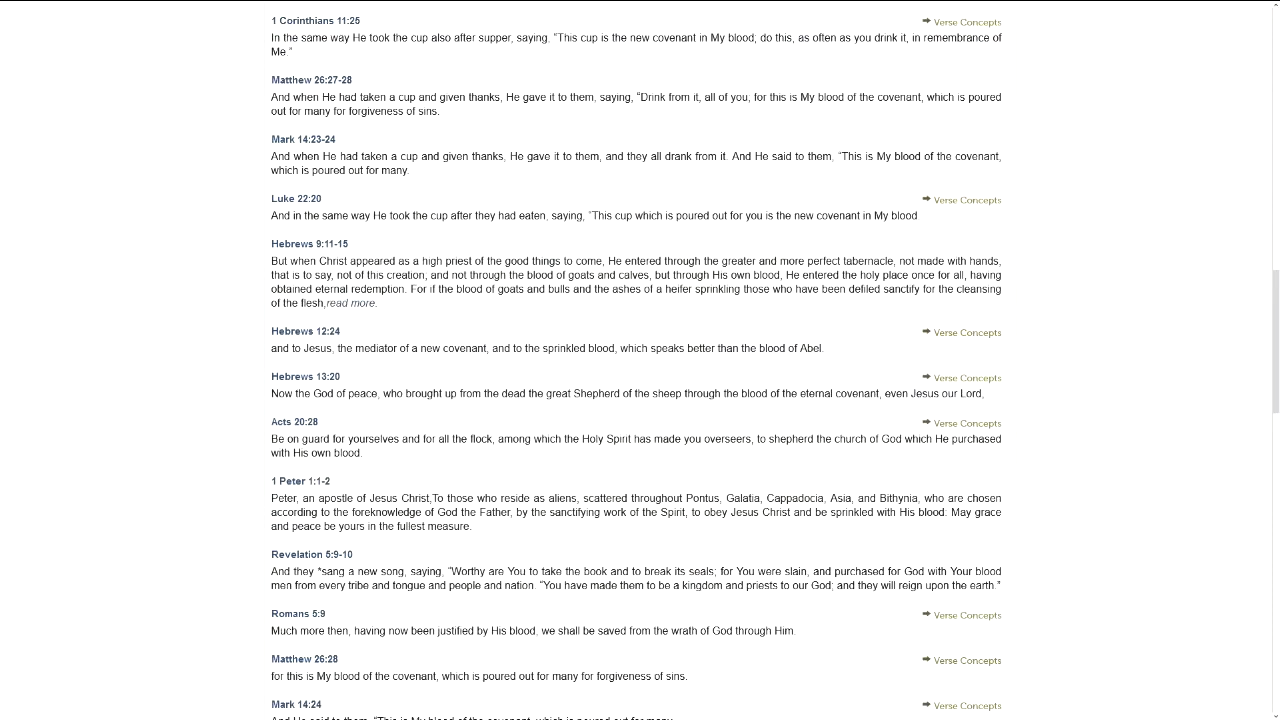 1 Corinthians 11:25
Verse Concepts
In the same way He took the cup also after supper, saying, “This cup is the new covenant in My blood; do this, as often as you drink it, in remembrance of
Me.”
Matthew 26:27-28
And when He had taken a cup and given thanks, He gave it to them, saying, “Drink from it, all of you; for this is My blood of the covenant, which is poured
out for many for forgiveness of sins.
Mark 14:23-24
And when He had taken a cup and given thanks, He gave it to them, and they all drank from it. And He said to them, “This is My blood of the covenant,
which is poured out for many.
Luke 22:20
Verse Concepts
And in the same way He took the cup after they had eaten, saying, “This cup which is poured out for you is the new covenant in My blood
Hebrews 9:11-15
But when Christ appeared as a high priest of the good things to come, He entered through the greater and more perfect tabernacle, not made with hands,
that is to say, not of this creation; and not through the blood of goats and calves, but through His own blood, He entered the holy place once for all, having
obtained eternal redemption. For if the blood of goats and bulls and the ashes of a heifer sprinkling those who have been defiled sanctify for the cleansing
of the flesh,read more.
Hebrews 12:24
Verse Concepts
and to Jesus, the mediator of a new covenant, and to the sprinkled blood, which speaks better than the blood of Abel.
Hebrews 13:20
Verse Concepts
Now the God of peace, who brought up from the dead the great Shepherd of the sheep through the blood of the eternal covenant, even Jesus our Lord,
Acts 20:28
Verse Concepts
Be on guard for yourselves and for all the flock, among which the Holy Spirit has made you overseers, to shepherd the church of God which He purchased
with His own blood.
1 Peter 1:1-2
Peter, an apostle of Jesus Christ,To those who reside as aliens, scattered throughout Pontus, Galatia, Cappadocia, Asia, and Bithynia, who are chosen
according to the foreknowledge of God the Father, by the sanctifying work of the Spirit, to obey Jesus Christ and be sprinkled with His blood: May grace
and peace be yours in the fullest measure.
Revelation 5:9-10
And they *sang a new song, saying, “Worthy are You to take the book and to break its seals; for You were slain, and purchased for God with Your blood
men from every tribe and tongue and people and nation. “You have made them to be a kingdom and priests to our God; and they will reign upon the earth.”
Romans 5:9
Verse Concepts
Much more then, having now been justified by His blood, we shall be saved from the wrath of God through Him.
Matthew 26:28
Verse Concepts
for this is My blood of the covenant, which is poured out for many for forgiveness of sins.
Mark 14:24
Verse Concepts
And He said to them, “This is My blood of the covenant, which is poured out for many.